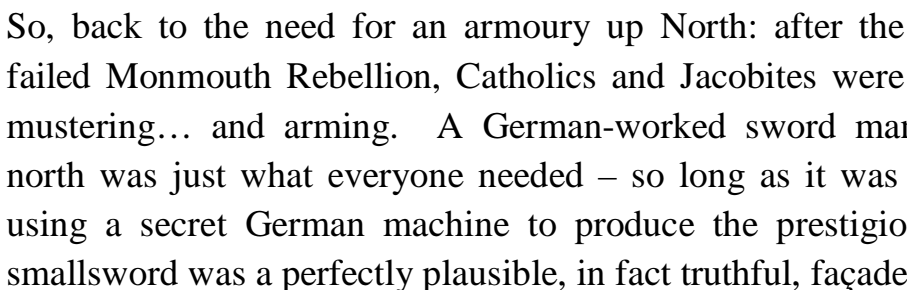 So, back to the need for an armoury up North: after the
failed Monmouth Rebellion, Catholics and Jacobites were
mustering… and arming. A German-worked sword
north was just what everyone needed – so long as it was
using a secret German machine to produce the
smallsword was a perfectly plausible, in fact truthful, façade